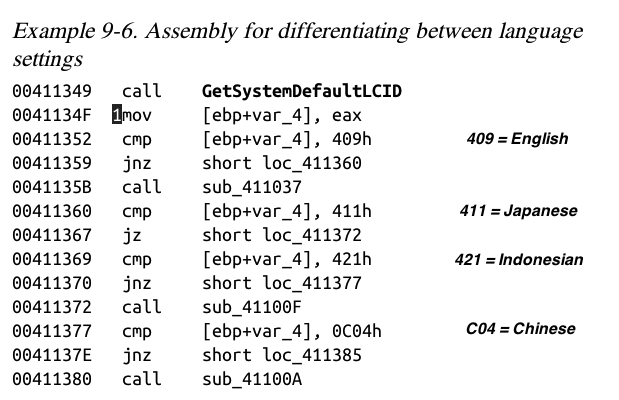 Example 9-6. Assembly for differentiating between language
settings
00411349 call GetSystemDefaultLCID
0041134F 1mov [ebp+var_4], eax
00411352 cmp [ebp+var_4], 409h 409 = English
00411359 jnz short loc_411360
0041135B call sub_411037
00411360 cmp [ebp+var_4], 411h 411 = Japanese
00411367 jz short loc_411372
00411369 cmp [ebp+var_4], 421h 421 = Indonesian
00411370 jnz short loc_411377
00411372 call sub_41100F
00411377 cmp [ebp+var_4], 0C04h C04 = Chinese
0041137E jnz short loc_411385
00411380 call sub_41100A